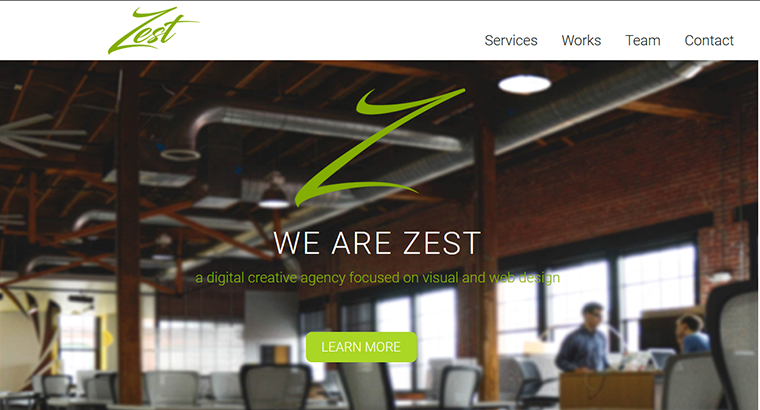 Zest
Services Works Team Contact
Z
WE ARE ZEST
a digital creative agency focused on visual and web design
LEARN MORE